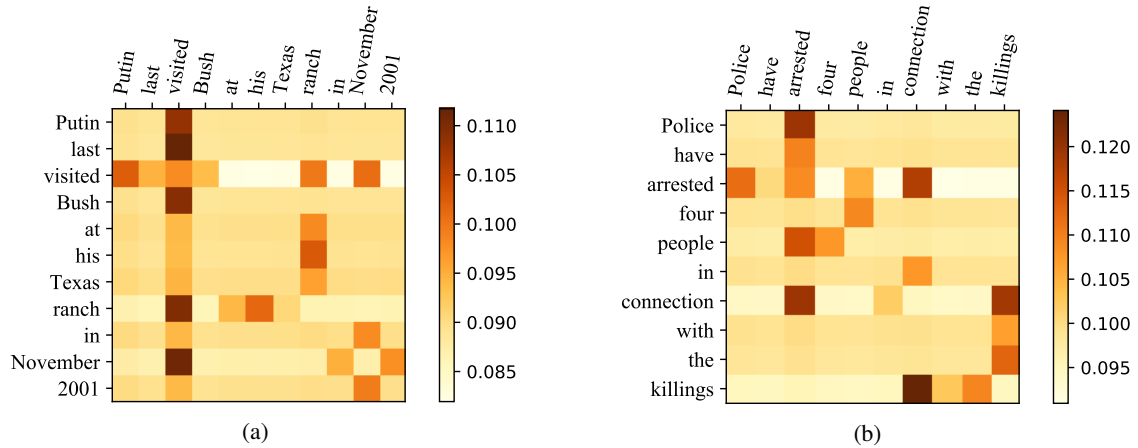 Putin last visited Bush at his Texas ranch in November 2001
Putin
last
visited
Bush
at
his
Texas
ranch
in
November
2001
0.110
0.105
0.100
0.095
0.090
0.085
(a)
Police have arrested four people in connection with the killings
Police
have
arrested
four
people
in
connection
with
the
killings
0.120
0.115
0.110
0.105
0.100
0.095
(b)